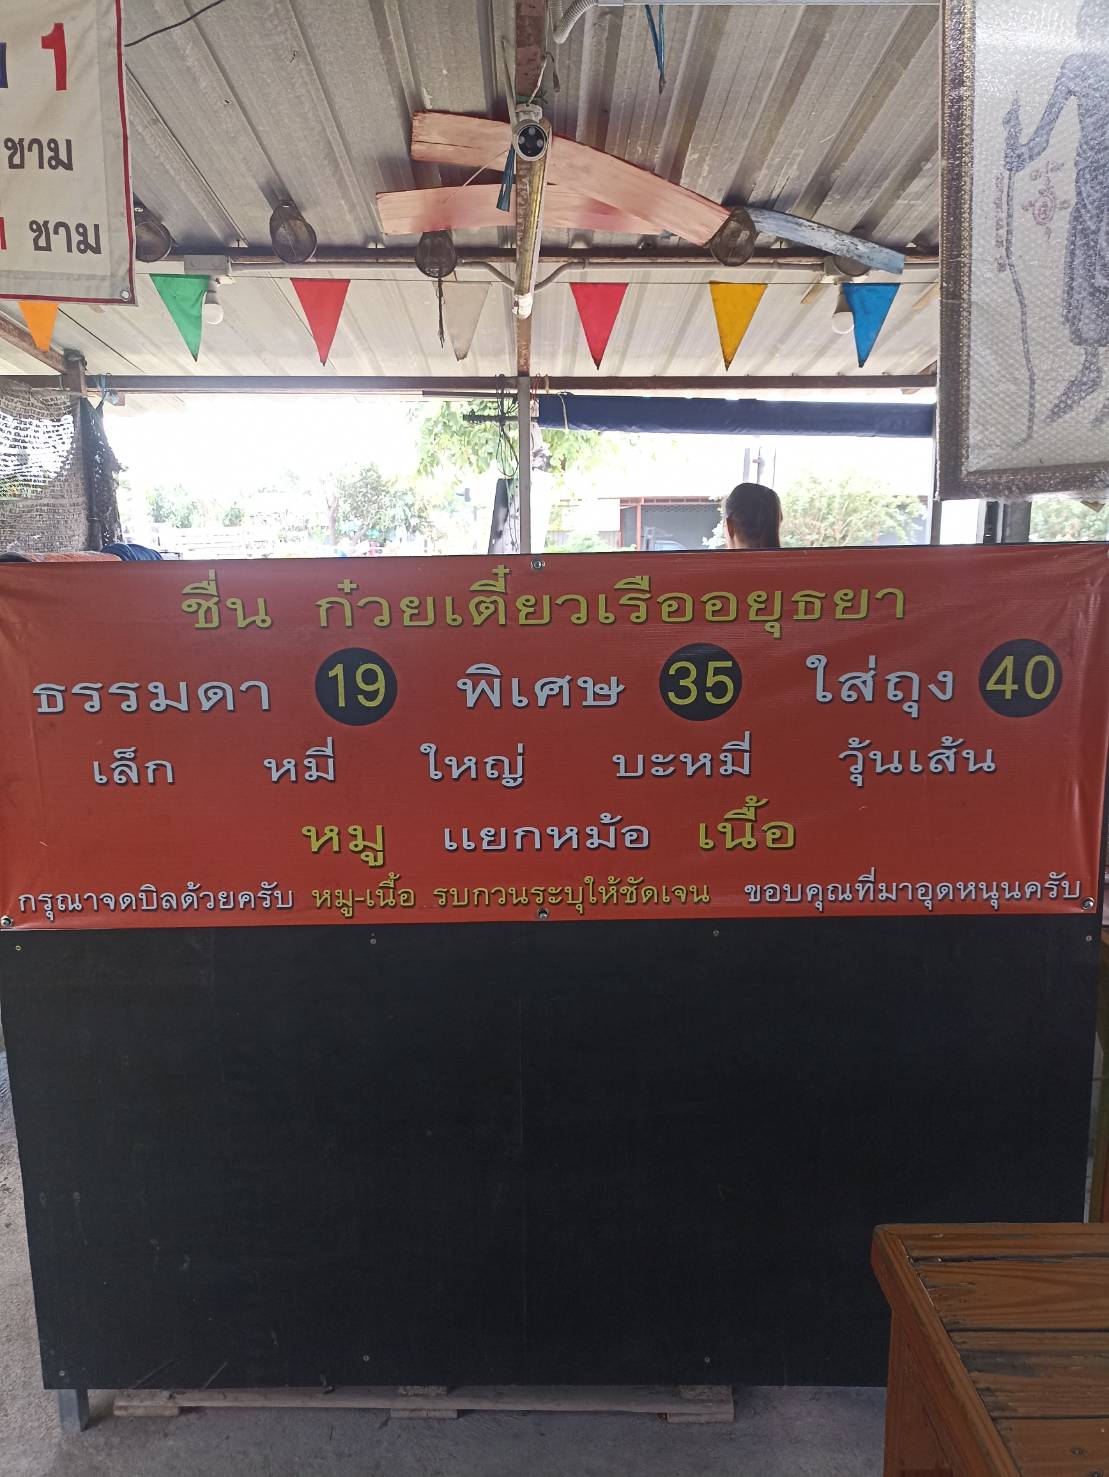 1
ชาม
ชาม
ชื่น ก๋วยเตี๋ยวเรืออยุธยา
ธรรมดา 19 พิเศษ 35 ใส่ถุง 40
เล็ก หมี่ ใหญ่ บะหมี่ วุ้นเส้น
หมู แยกหม้อ เนื้อ
กรุณาจดบิลด้วยครับ หมู-เนื้อ รบกวนระบุให้ชัดเจน ขอบคุณที่มาอุดหนุนครับ